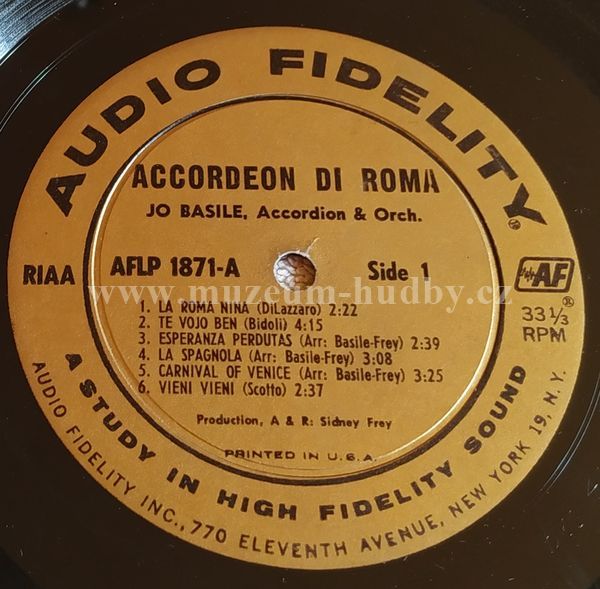 AUDIO FIDELITY®
ACCORDEON DI ROMA
JO BASILE, Accordion & Orch.
RIAA
AFLP 1871-A
Side 1
AF®
33 1/3 RPM
www.muzeum-hudby.cz
1. LA ROMA NINA (DiLazzaro) 2:22
2. TE VOJO BEN (Bidoli) 4:15
3. ESPERANZA PERDUTAS (Arr: Basile-Frey) 2:39
4. LA SPAGNOLA (Arr: Basile-Frey) 3:08
5. CARNIVAL OF VENICE (Arr: Basile-Frey) 3:25
6. VIENI VIENI (Scotto) 2:37
Production, A & R: Sidney Frey
PRINTED IN U.S.A.
A STUDY IN HIGH FIDELITY SOUND
AUDIO FIDELITY INC., 770 ELEVENTH AVENUE, NEW YORK 19, N.Y.